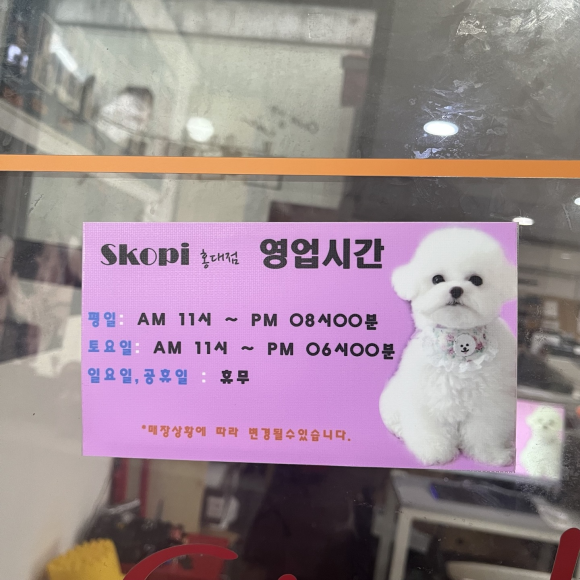 Skopi 홍대점 영업시간
평일: AM 11시 ~ PM 08시00분
토요일: AM 11시 ~ PM 06시00분
일요일,공휴일 : 휴무
*매장상황에 따라 변경될수있습니다.